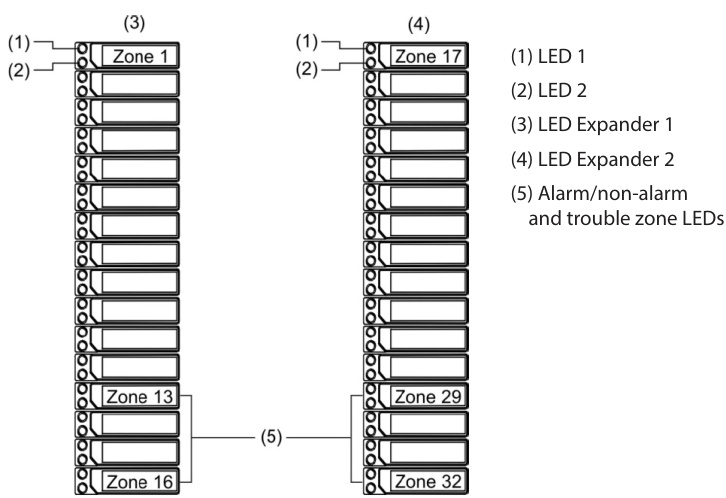 (3)
(4)
(1)
(2)
Zone 1
(1)
(2)
Zone 17
Zone 13
Zone 29
(5)
Zone 16
Zone 32
(1) LED 1
(2) LED 2
(3) LED Expander 1
(4) LED Expander 2
(5) Alarm/non-alarm
and trouble zone LEDs